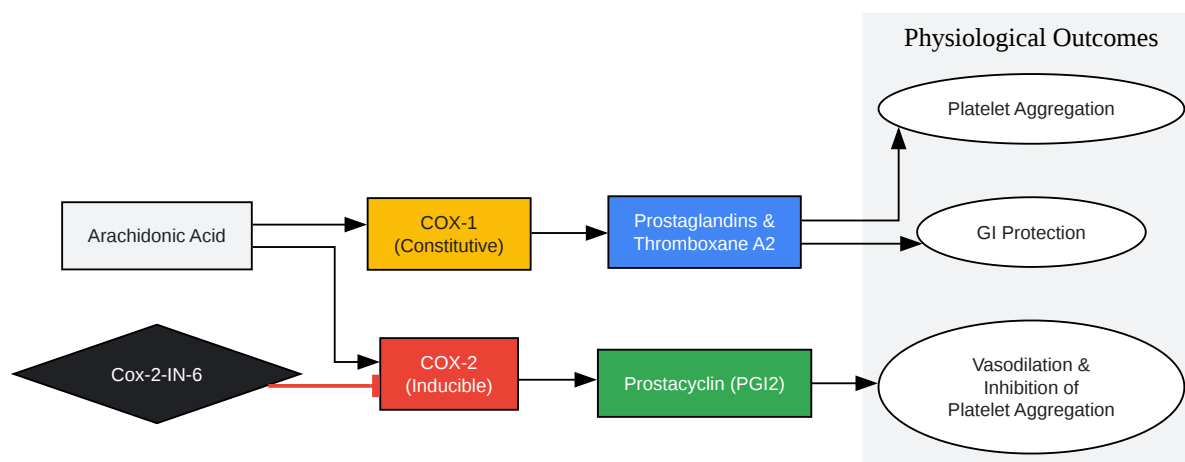 Physiological Outcomes
Platelet Aggregation
Arachidonic Acid
COX-1
(Constitutive)
Prostaglandins &
Thromboxane A2
GI Protection
Cox-2-IN-6
COX-2
(Inducible)
Prostacyclin (PGI2)
Vasodilation &
Inhibition of
Platelet Aggregation